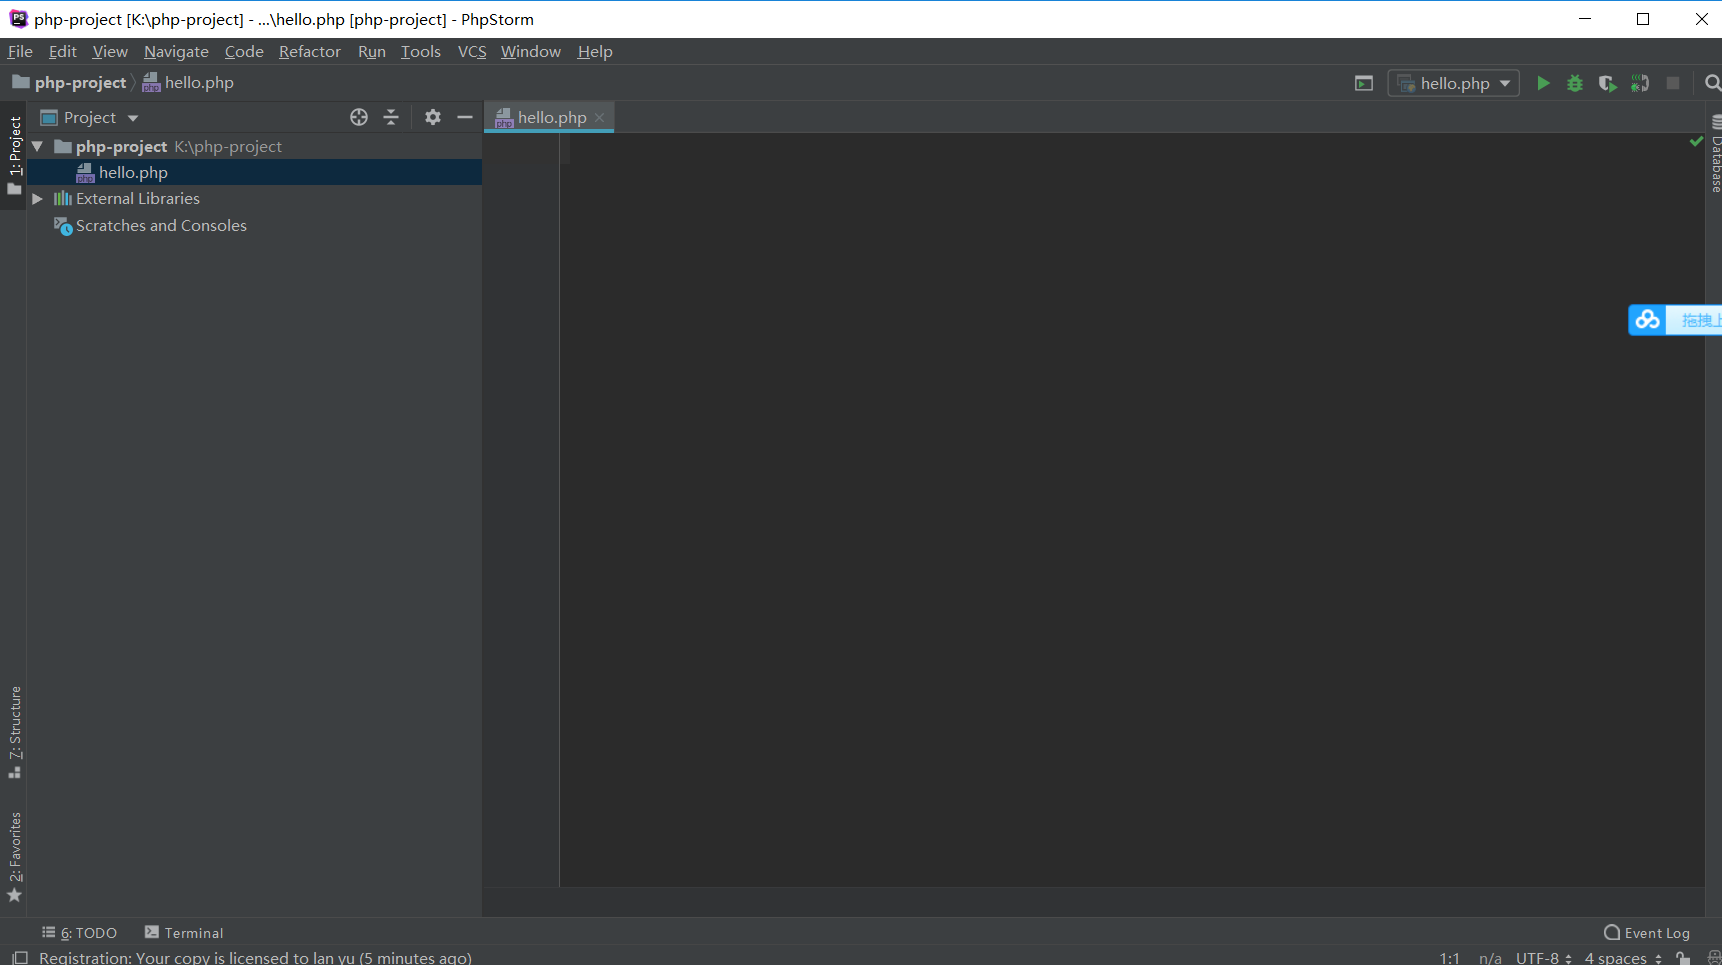 php-project [K:\php-project] - ...\hello.php [php-project] - PhpStorm
File Edit View Navigate Code Refactor Run Tools VCS Window Help
php-project hello.php hello.php
1: Project
Project hello.php
php-project K:\php-project
hello.php
External Libraries
Scratches and Consoles
Database
拖拽上
7: Structure
2: Favorites
6: TODO Terminal Event Log
Registration: Your copy is licensed to lan yu (5 minutes ago) 1:1 n/a UTF-8 4 spaces